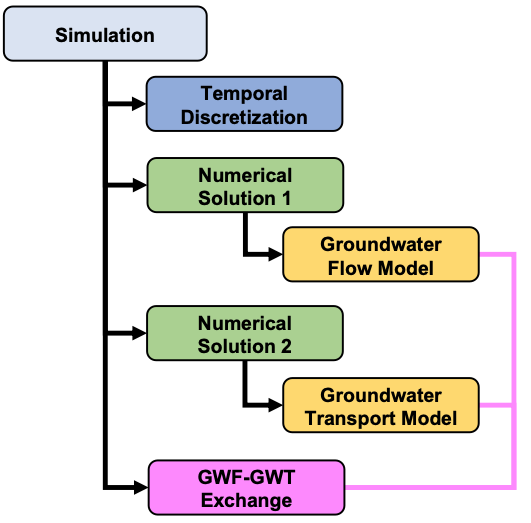 Simulation
Temporal
Discretization
Numerical
Solution 1
Groundwater
Flow Model
Numerical
Solution 2
Groundwater
Transport Model
GWF-GWT
Exchange